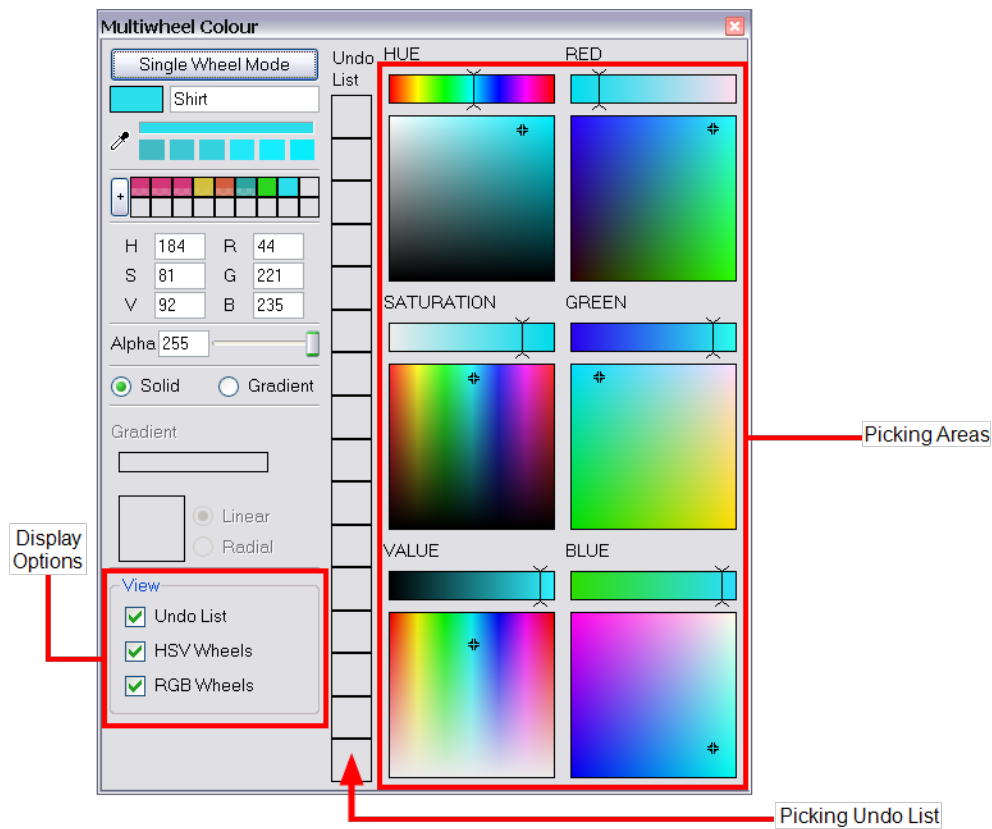 Multiwheel Colour
Single Wheel Mode
Shirt
+
H 184 R 44
S 81 G 221
V 92 B 235
Alpha 255
Solid Gradient
Gradient
Linear
Radial
View
Undo List
HSV Wheels
RGB Wheels
Undo
List
HUE RED
SATURATION GREEN
VALUE BLUE
Display
Options
Picking Areas
Picking Undo List